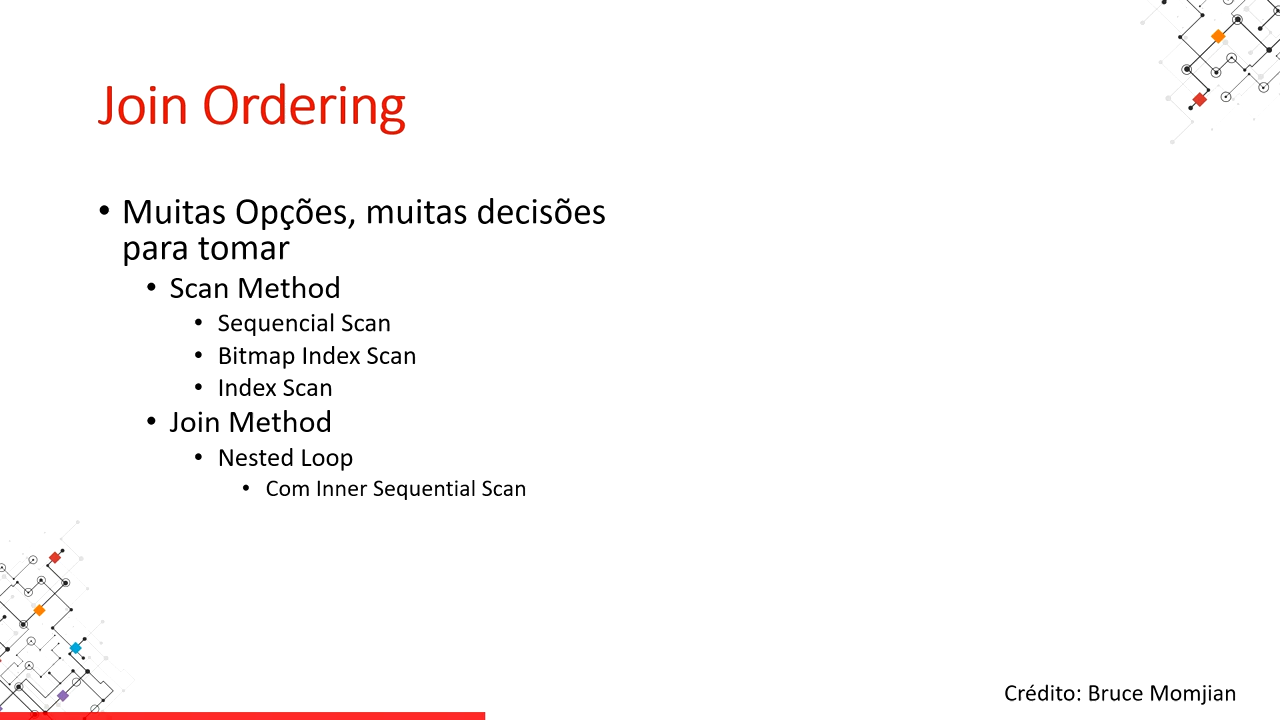 Join Ordering
• Muitas Opções, muitas decisões
para tomar
• Scan Method
• Sequencial Scan
• Bitmap Index Scan
• Index Scan
• Join Method
• Nested Loop
• Com Inner Sequential Scan
Crédito: Bruce Momjian